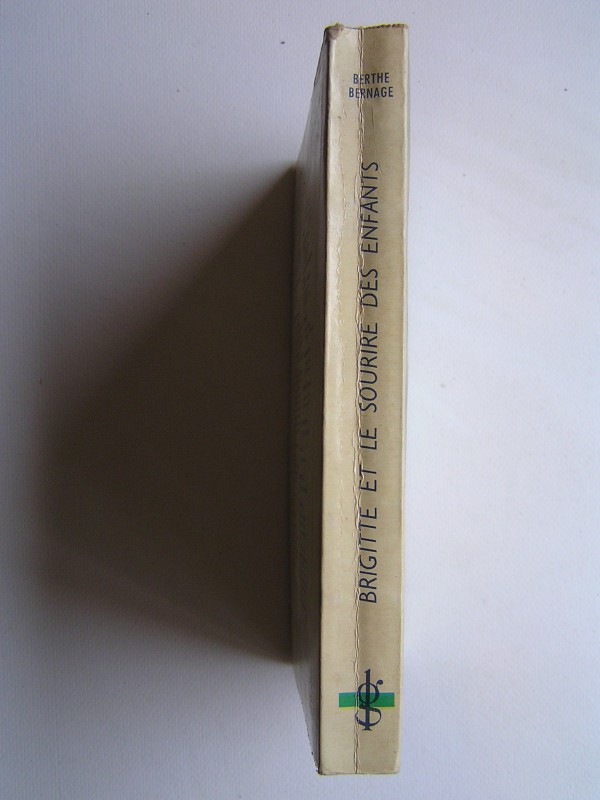 BERTHE
BERNAGE
BRIGITTE ET LE SOURIRE DES ENFANTS